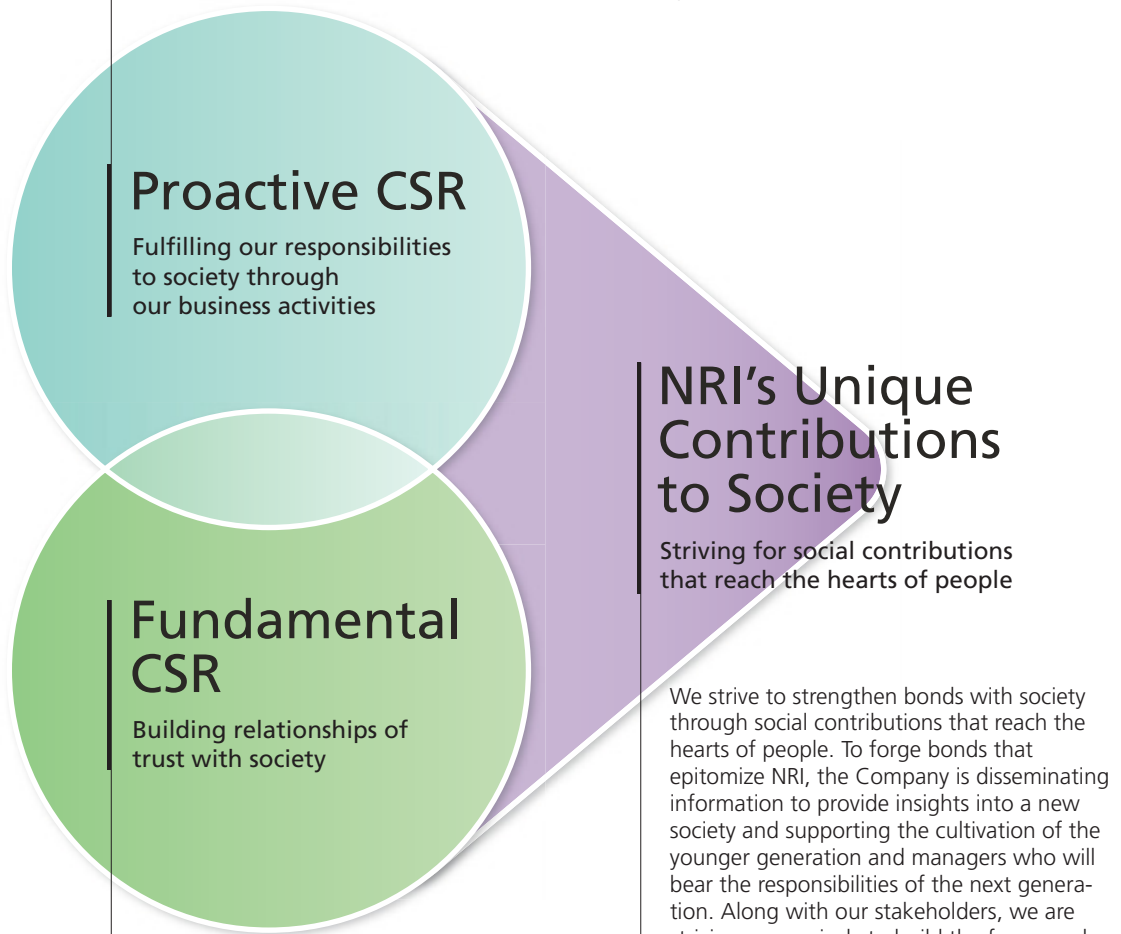 Proactive CSR
Fulfilling our responsibilities
to society through
our business activities
NRI's Unique
Contributions
to Society
Striving for social contributions
that reach the hearts of people
Fundamental
CSR
Building relationships of
trust with society
We strive to strengthen bonds with society
through social contributions that reach the
hearts of people. To forge bonds that
epitomize NRI, the Company is disseminating
information to provide insights into a new
society and supporting the cultivation of the
younger generation and managers who will
bear the responsibilities of the next genera-
tion. Along with our stakeholders, we are